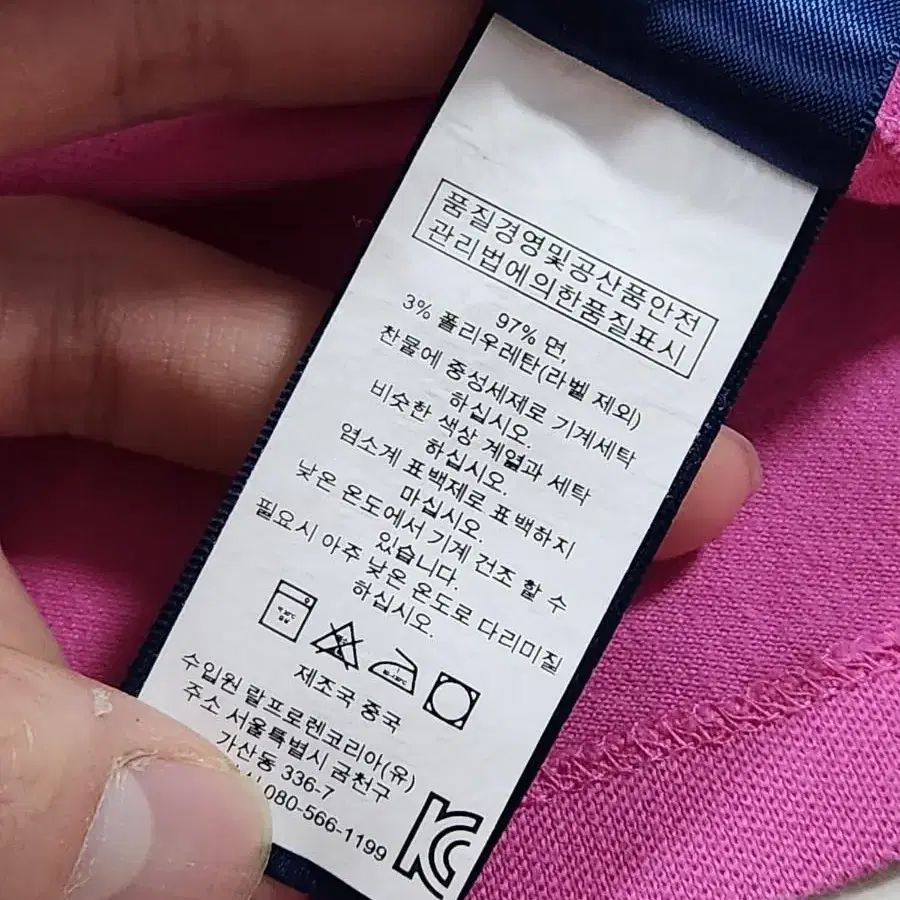 품질경영및공산품안전
관리법에의한품질표시
97% 면,
3% 폴리우레탄(라벨 제외)
찬물에 중성세제로 기계세탁
하십시오.
비슷한 색상 계열과 세탁
하십시오.
염소계 표백제로 표백하지
마십시오.
낮은 온도에서 기계 건조 할 수
있습니다.
필요시 아주 낮은 온도로 다리미질
하십시오.
제조국 중국
수입원 랄프로렌코리아(유)
주소 서울특별시 금천구
가산동 336-7
080-566-1199